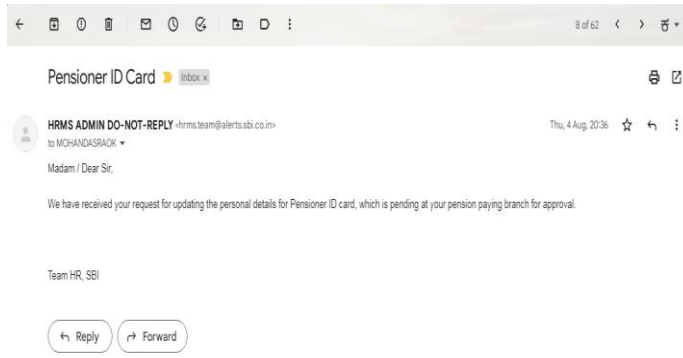 8 of 62
Pensioner ID Card Inbox x
HRMS ADMIN DO-NOT-REPLY <hrms.team@alerts.sbi.co.in> Thu, 4 Aug, 20:36
to MOHANDASRAOK
Madam / Dear Sir,
We have received your request for updating the personal details for Pensioner ID card, which is pending at your pension paying branch for approval.
Team HR, SBI
Reply Forward